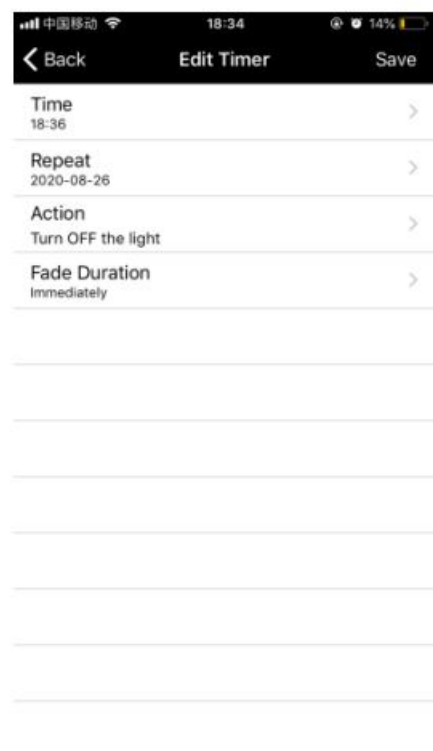 中国移动 18:34 14%
Back Edit Timer Save
Time
18:36
Repeat
2020-08-26
Action
Turn OFF the light
Fade Duration
Immediately